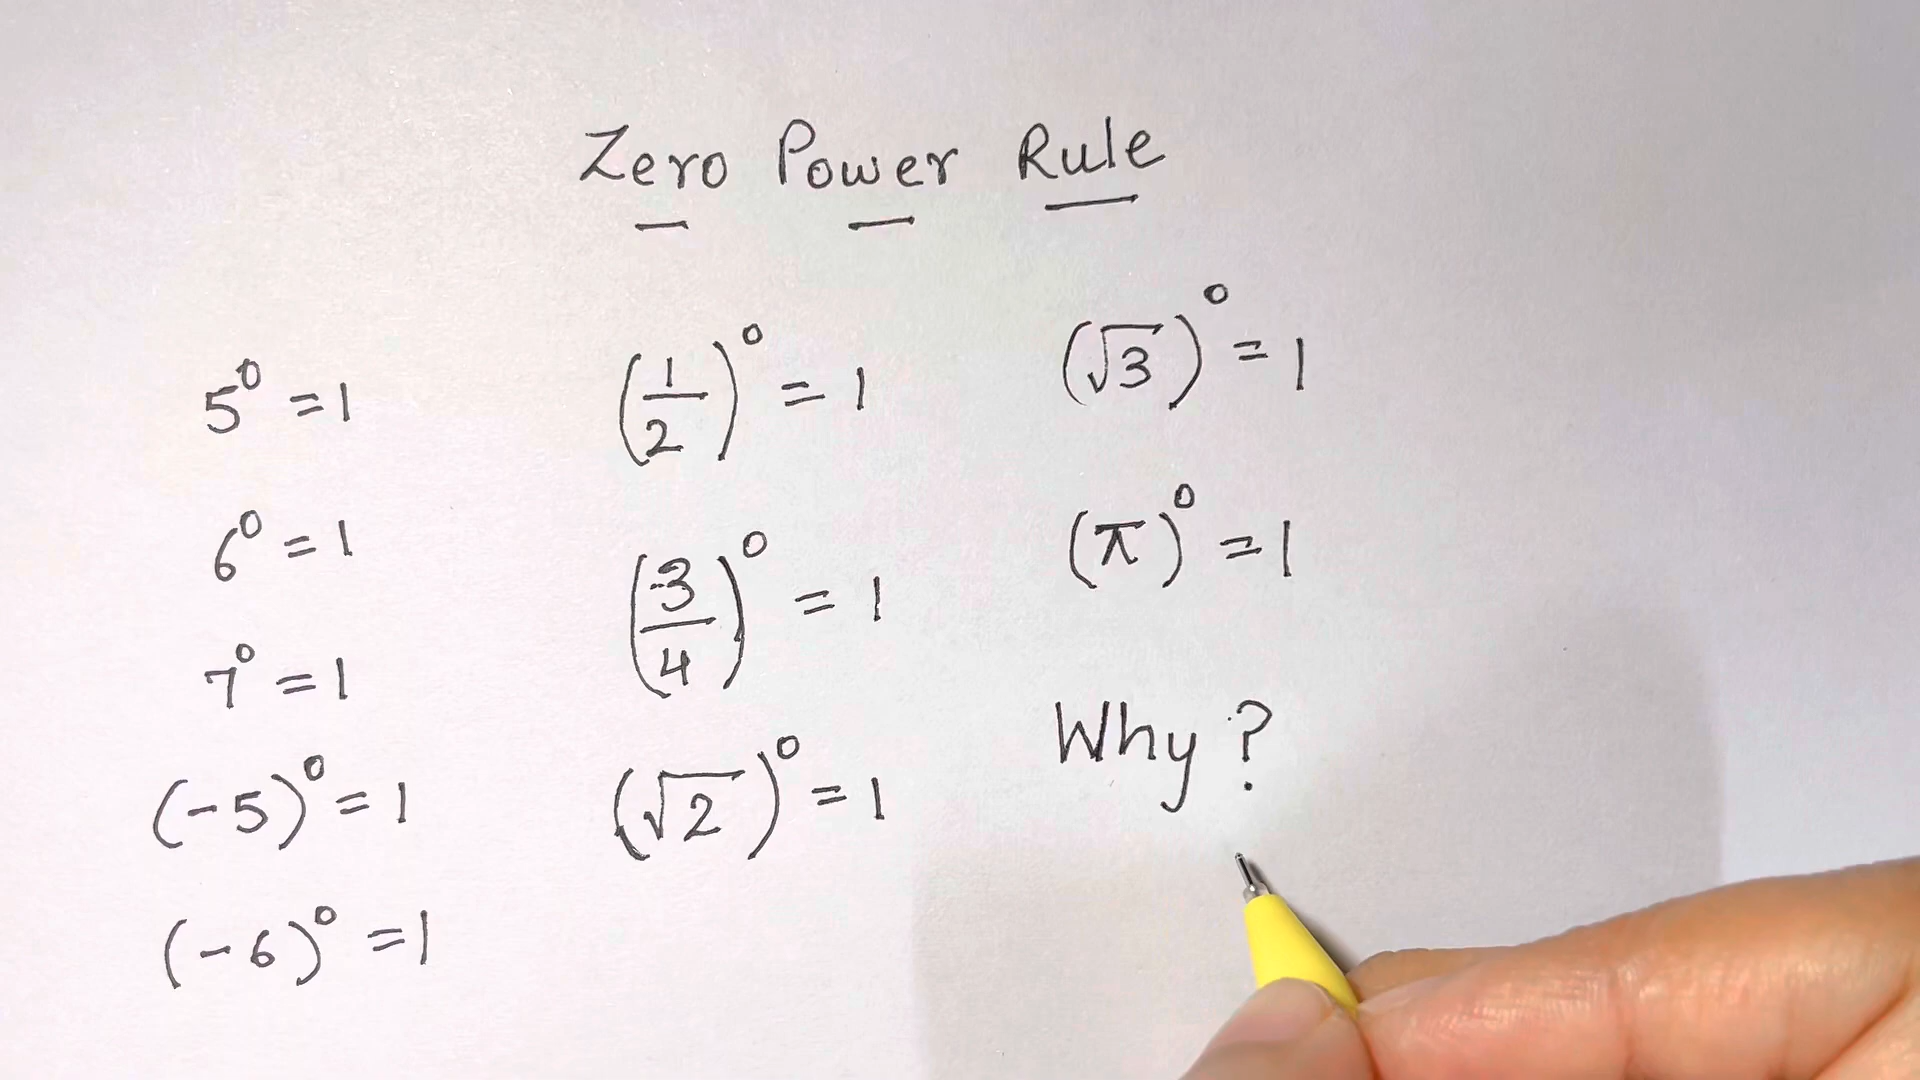 Zero Power Rule
5⁰ = 1
6⁰ = 1
7⁰ = 1
(-5)⁰ = 1
(-6)⁰ = 1
(1/2)⁰ = 1
(3/4)⁰ = 1
(√2)⁰ = 1
(√3)⁰ = 1
(π)⁰ = 1
Why ?